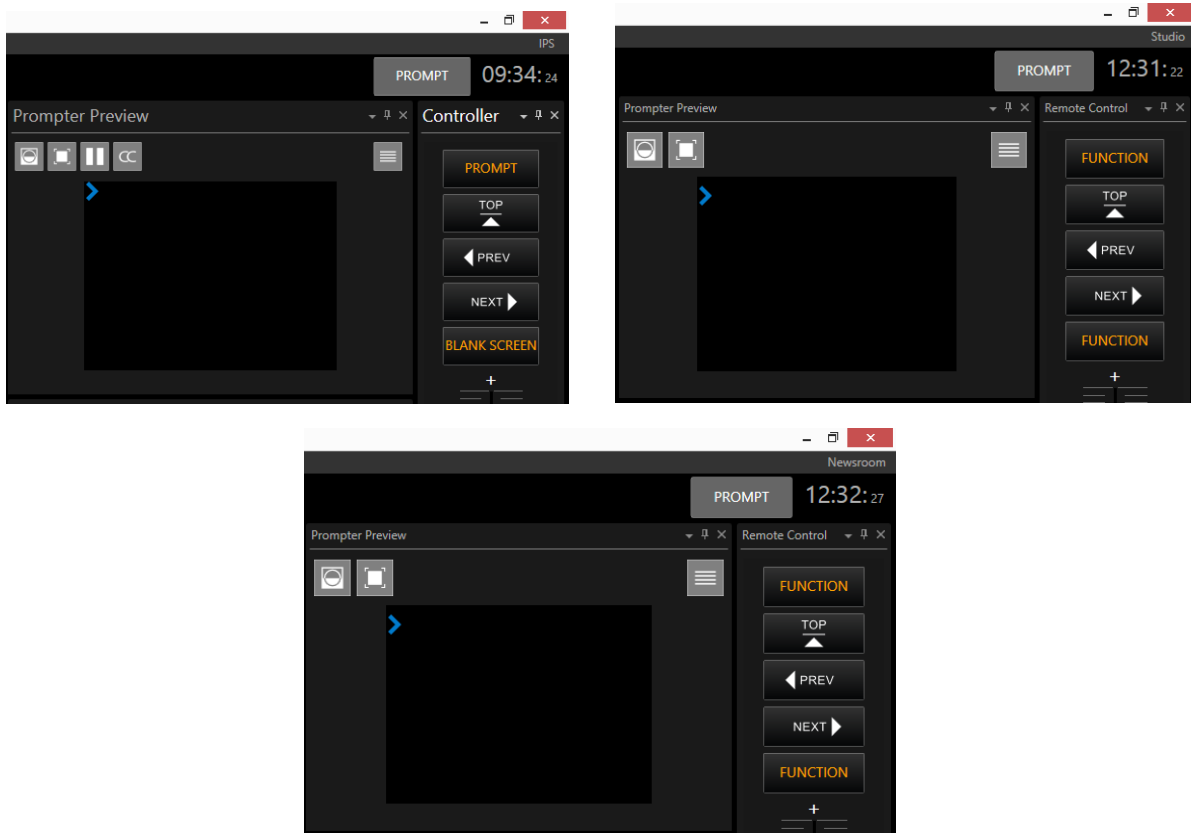 IPS
PROMPT 09:34: 24
Prompter Preview
Controller
CC
PROMPT
TOP
PREV
NEXT
BLANK SCREEN
+
Studio
PROMPT 12:31: 22
Prompter Preview
Remote Control
FUNCTION
TOP
PREV
NEXT
FUNCTION
+
Newsroom
PROMPT 12:32: 27
Prompter Preview
Remote Control
FUNCTION
TOP
PREV
NEXT
FUNCTION
+